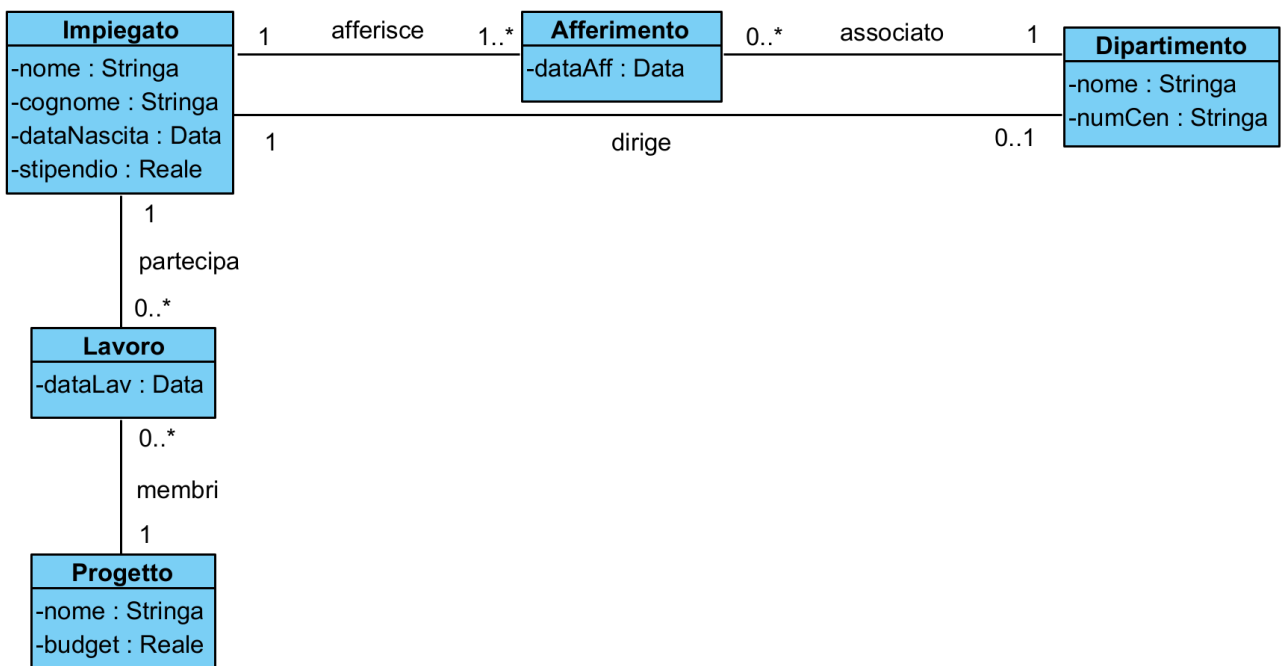 Impiegato
-nome : Stringa
-cognome : Stringa
-dataNascita : Data
-stipendio : Reale
1 afferisce 1..*
Afferimento
-dataAff : Data
0..* associato 1
Dipartimento
-nome : Stringa
-numCen : Stringa
1 dirige 0..1
1
partecipa
0..*
Lavoro
-dataLav : Data
0..*
membri
1
Progetto
-nome : Stringa
-budget : Reale